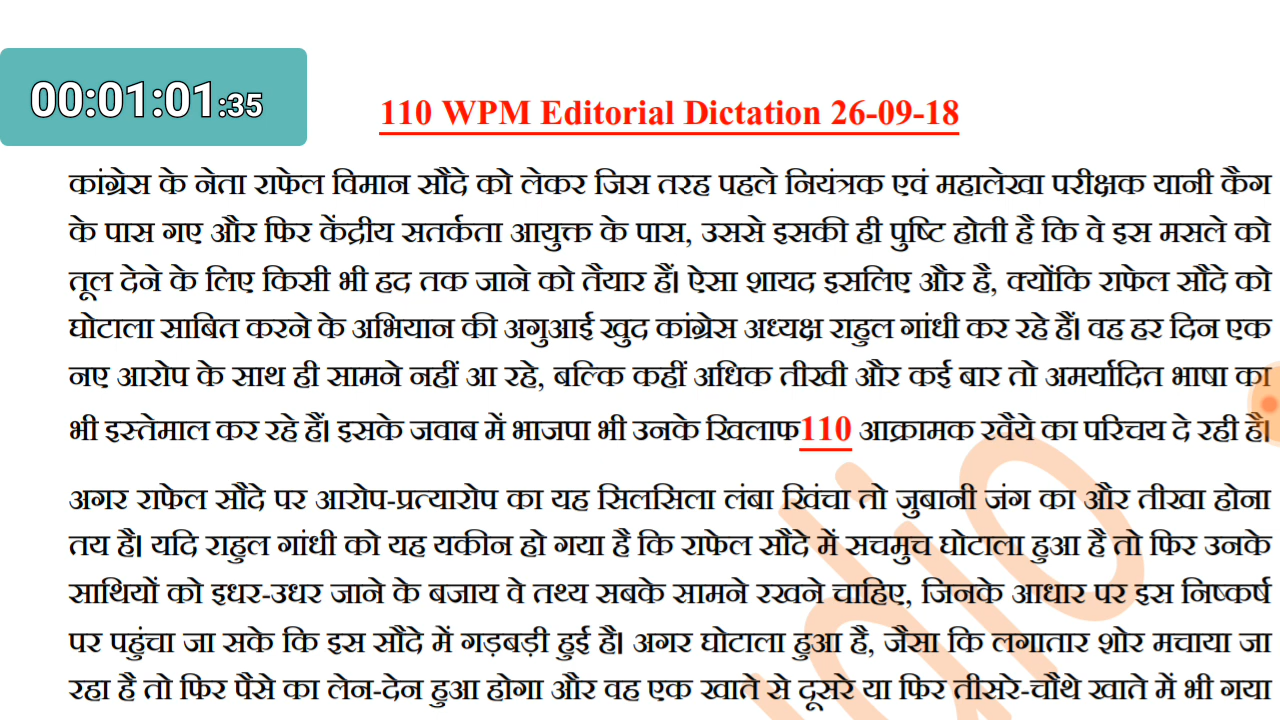 00:01:01:35
110 WPM Editorial Dictation 26-09-18
कांग्रेस के नेता राफेल विमान सौदे को लेकर जिस तरह पहले नियंत्रक एवं महालेखा परीक्षक यानी कैग
के पास गए और फिर केंद्रीय सतर्कता आयुक्त के पास, उससे इसकी ही पुष्टि होती है कि वे इस मसले को
तूल देने के लिए किसी भी हद तक जाने को तैयार हैं। ऐसा शायद इसलिए और है, क्योंकि राफेल सौदे को
घोटाला साबित करने के अभियान की अगुआई खुद कांग्रेस अध्यक्ष राहुल गांधी कर रहे हैं। वह हर दिन एक
नए आरोप के साथ ही सामने नहीं आ रहे, बल्कि कहीं अधिक तीखी और कई बार तो अमर्यादित भाषा का
भी इस्तेमाल कर रहे हैं। इसके जवाब में भाजपा भी उनके खिलाफ110 आक्रामक रवैये का परिचय दे रही है।
अगर राफेल सौदे पर आरोप-प्रत्यारोप का यह सिलसिला लंबा खिंचा तो जुबानी जंग का और तीखा होना
तय है। यदि राहुल गांधी को यह यकीन हो गया है कि राफेल सौदे में सचमुच घोटाला हुआ है तो फिर उनके
साथियों को इधर-उधर जाने के बजाय वे तथ्य सबके सामने रखने चाहिए, जिनके आधार पर इस निष्कर्ष
पर पहुंचा जा सके कि इस सौदे में गड़बड़ी हुई है। अगर घोटाला हुआ है, जैसा कि लगातार शोर मचाया जा
रहा है तो फिर पैसे का लेन-देन हुआ होगा और वह एक खाते से दूसरे या फिर तीसरे-चौथे खाते में भी गया